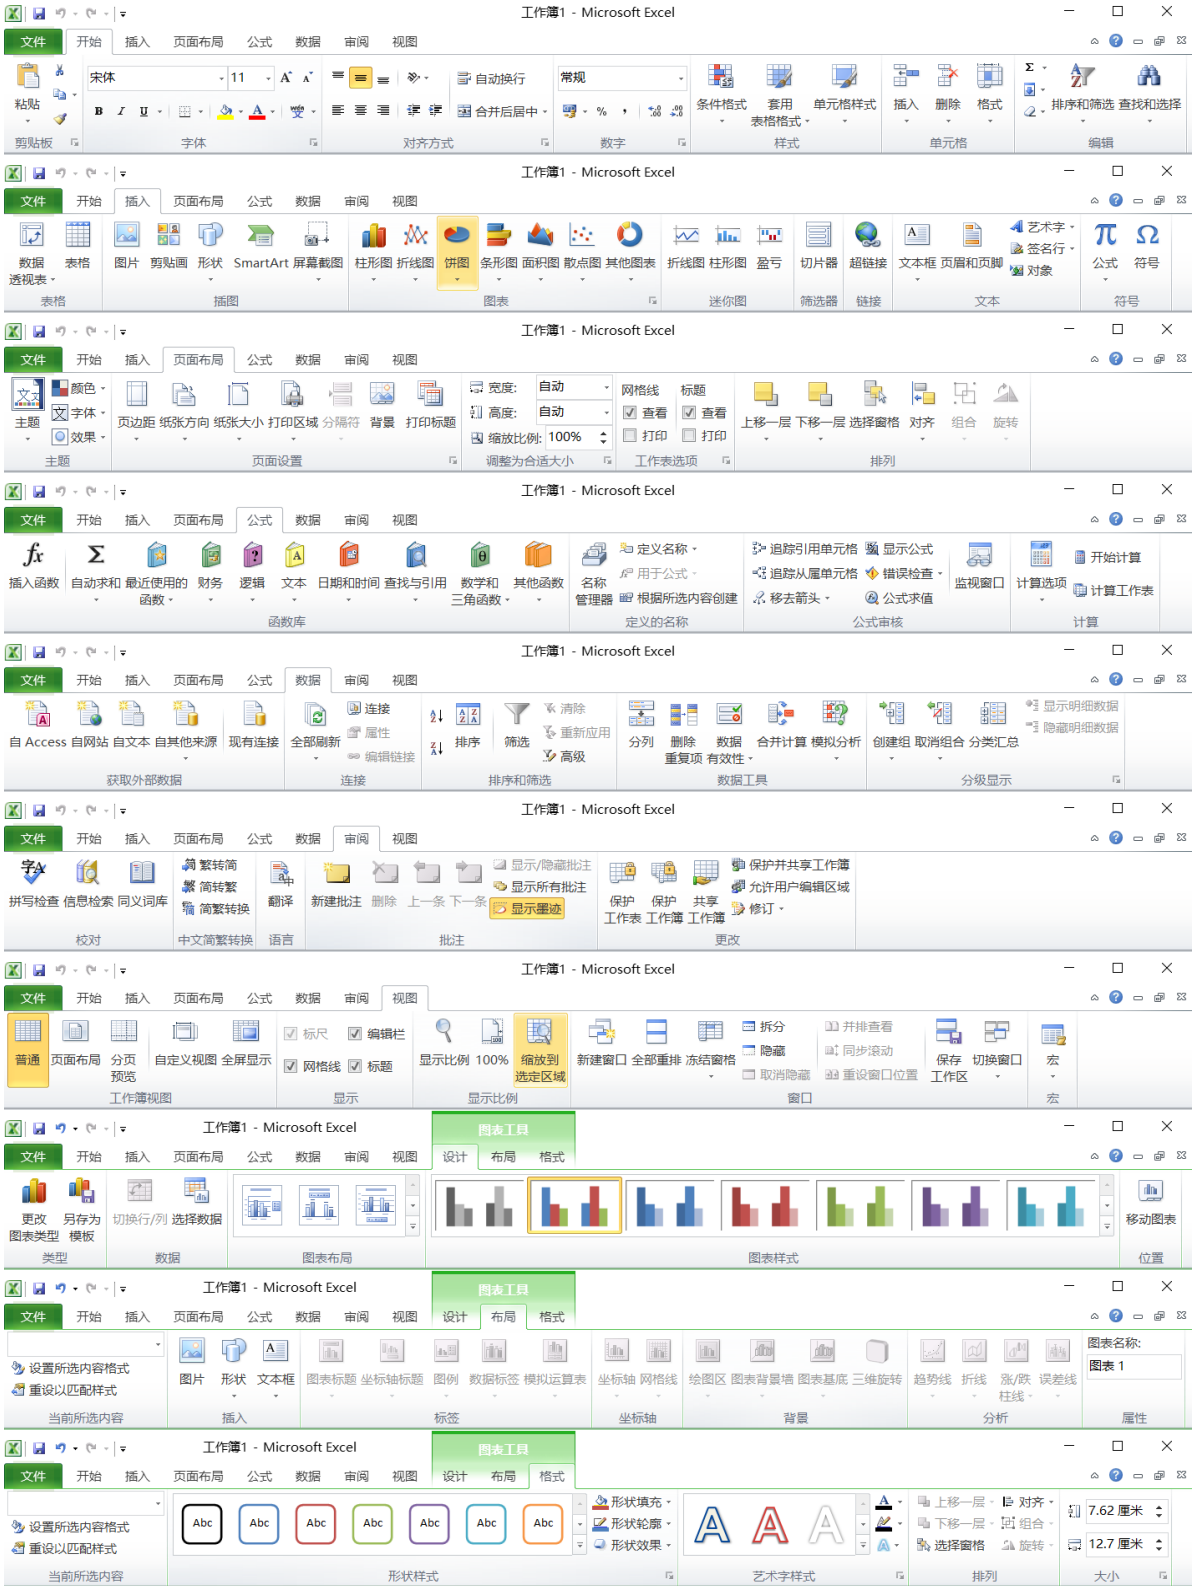 工作簿1 - Microsoft Excel
文件 开始 插入 页面布局 公式 数据 审阅 视图
宋体 11 自动换行 常规
粘贴 B I U 合并后居中 % , 条件格式 套用 表格格式 单元格样式 插入 删除 格式 Σ 排序和筛选 查找和选择
剪贴板 字体 对齐方式 数字 样式 单元格 编辑
工作簿1 - Microsoft Excel
文件 开始 插入 页面布局 公式 数据 审阅 视图
数据 透视表 表格 图片 剪贴画 形状 SmartArt 屏幕截图 柱形图 折线图 饼图 条形图 面积图 散点图 其他图表 折线图 柱形图 盈亏 切片器 超链接 文本框 页眉和页脚 艺术字 签名行 对象 π 公式 Ω 符号
表格 插图 图表 迷你图 筛选器 链接 文本 符号
工作簿1 - Microsoft Excel
文件 开始 插入 页面布局 公式 数据 审阅 视图
主题 颜色 字体 效果 页边距 纸张方向 纸张大小 打印区域 分隔符 背景 打印标题 宽度: 自动 高度: 自动 缩放比例: 100% 网格线 查看 打印 标题 查看 打印 上移一层 下移一层 选择窗格 对齐 组合 旋转
主题 页面设置 调整为合适大小 工作表选项 排列
工作簿1 - Microsoft Excel
文件 开始 插入 页面布局 公式 数据 审阅 视图
fx 插入函数 Σ 自动求和 最近使用的 函数 财务 逻辑 文本 日期和时间 查找与引用 数学和 三角函数 其他函数 名称 管理器 定义名称 用于公式 根据所选内容创建 追踪引用单元格 追踪从属单元格 移去箭头 显示公式 错误检查 公式求值 监视窗口 计算选项 开始计算 计算工作表
函数库 定义的名称 公式审核 计算
工作簿1 - Microsoft Excel
文件 开始 插入 页面布局 公式 数据 审阅 视图
自 Access 自网站 自文本 自其他来源 现有连接 全部刷新 连接 属性 编辑链接 排序 筛选 清除 重新应用 高级 分列 删除 重复项 数据 有效性 合并计算 模拟分析 创建组 取消组合 分类汇总 显示明细数据 隐藏明细数据
获取外部数据 连接 排序和筛选 数据工具 分级显示
工作簿1 - Microsoft Excel
文件 开始 插入 页面布局 公式 数据 审阅 视图
拼写检查 信息检索 同义词库 繁转简 简转繁 简繁转换 翻译 新建批注 删除 上一条 下一条 显示/隐藏批注 显示所有批注 显示墨迹 保护 工作表 保护 工作簿 共享 工作簿 保护并共享工作簿 允许用户编辑区域 修订
校对 中文简繁转换 语言 批注 更改
工作簿1 - Microsoft Excel
文件 开始 插入 页面布局 公式 数据 审阅 视图
普通 页面布局 分页 预览 自定义视图 全屏显示 标尺 编辑栏 网格线 标题 显示比例 100% 缩放到 选定区域 新建窗口 全部重排 冻结窗格 拆分 隐藏 取消隐藏 并排查看 同步滚动 重设窗口位置 保存 工作区 切换窗口 宏
工作簿视图 显示 显示比例 窗口 宏
工作簿1 - Microsoft Excel 图表工具
文件 开始 插入 页面布局 公式 数据 审阅 视图 设计 布局 格式
更改 图表类型 另存为 模板 切换行/列 选择数据 移动图表
类型 数据 图表布局 图表样式 位置
工作簿1 - Microsoft Excel 图表工具
文件 开始 插入 页面布局 公式 数据 审阅 视图 设计 布局 格式
设置所选内容格式 重设以匹配样式 图片 形状 文本框 图表标题 坐标轴标题 图例 数据标签 模拟运算表 坐标轴 网格线 绘图区 图表背景墙 图表基底 三维旋转 趋势线 折线 涨/跌 柱线 误差线 图表名称: 图表 1
当前所选内容 插入 标签 坐标轴 背景 分析 属性
工作簿1 - Microsoft Excel 图表工具
文件 开始 插入 页面布局 公式 数据 审阅 视图 设计 布局 格式
设置所选内容格式 重设以匹配样式 Abc Abc Abc Abc Abc Abc Abc 形状填充 形状轮廓 形状效果 A A A 上移一层 下移一层 选择窗格 对齐 组合 旋转 7.62 厘米 12.7 厘米
当前所选内容 形状样式 艺术字样式 排列 大小